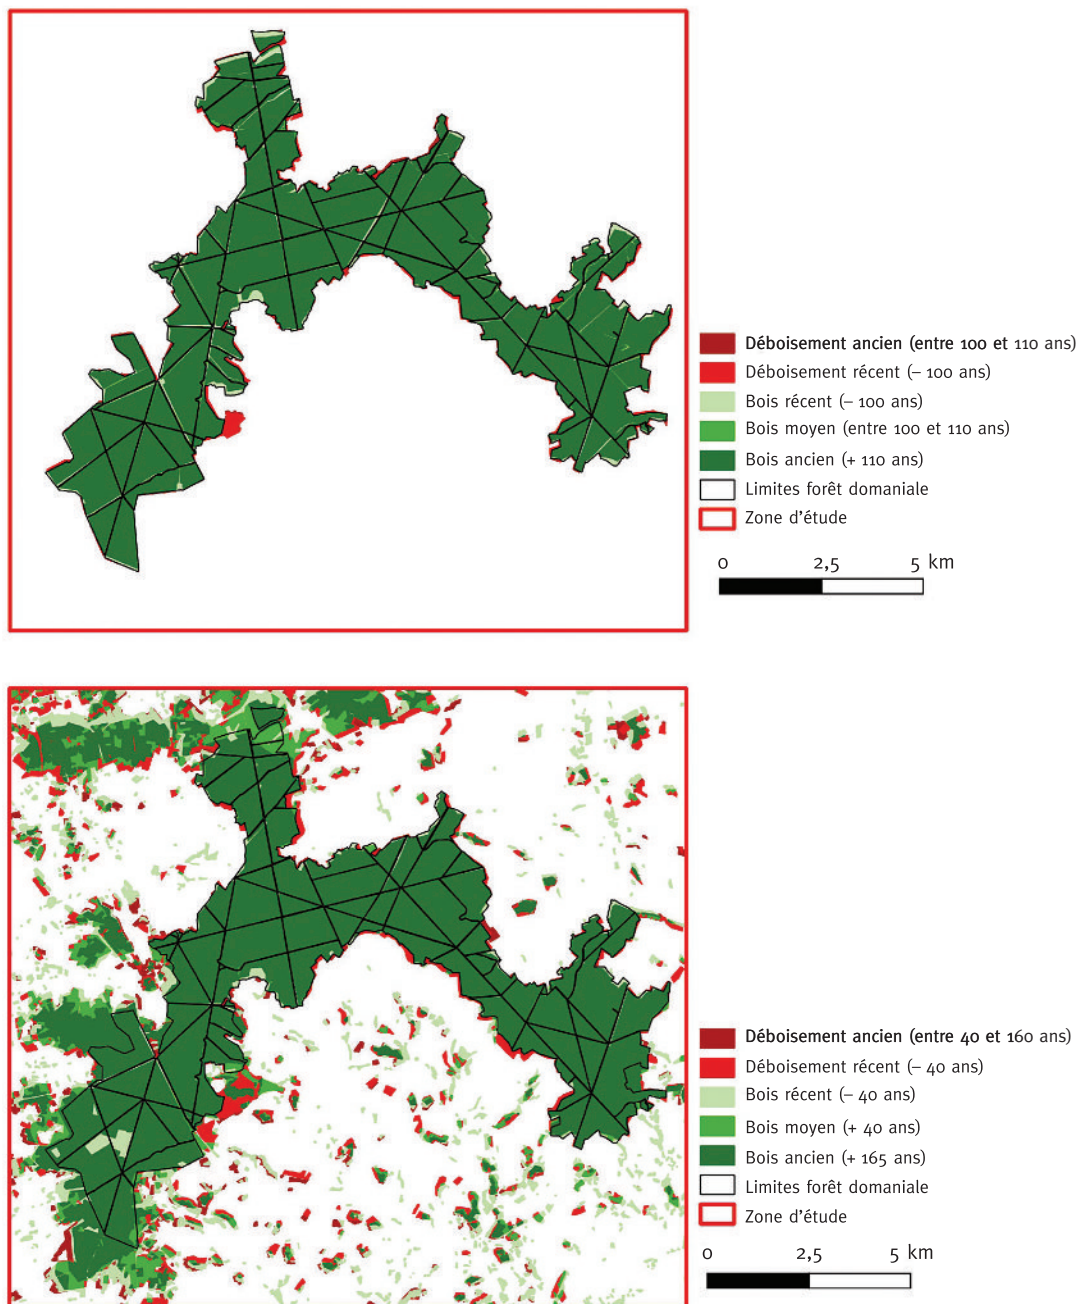 Déboisement ancien (entre 100 et 110 ans)
Déboisement récent (– 100 ans)
Bois récent (– 100 ans)
Bois moyen (entre 100 et 110 ans)
Bois ancien (+ 110 ans)
Limites forêt domaniale
Zone d'étude
0 2,5 5 km
Déboisement ancien (entre 40 et 160 ans)
Déboisement récent (– 40 ans)
Bois récent (– 40 ans)
Bois moyen (+ 40 ans)
Bois ancien (+ 165 ans)
Limites forêt domaniale
Zone d'étude
0 2,5 5 km